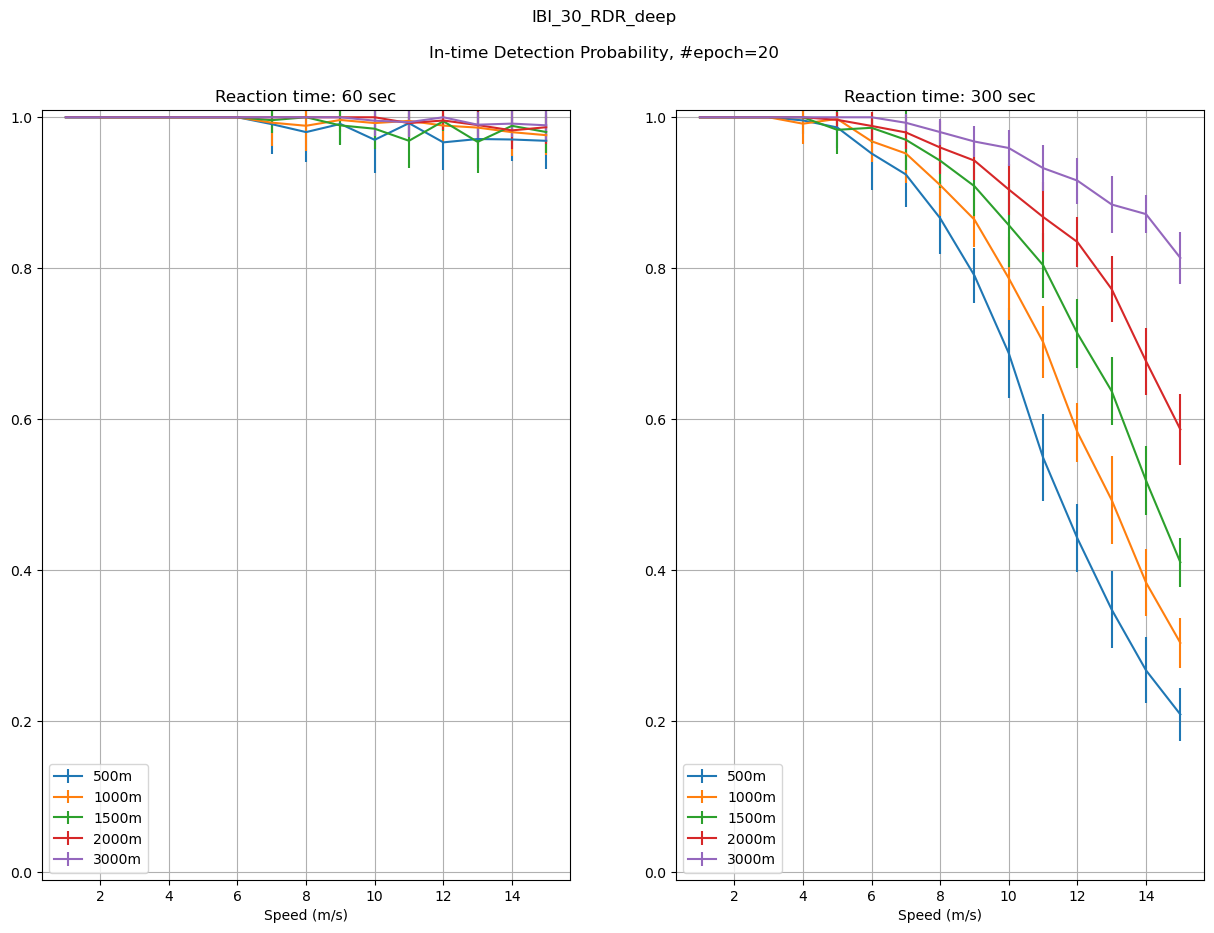 IBI_30_RDR_deep
In-time Detection Probability, #epoch=20
Reaction time: 60 sec
1.0
0.8
0.6
0.4
0.2
0.0
500m
1000m
1500m
2000m
3000m
2 4 6 8 10 12 14
Speed (m/s)
Reaction time: 300 sec
1.0
0.8
0.6
0.4
0.2
0.0
500m
1000m
1500m
2000m
3000m
2 4 6 8 10 12 14
Speed (m/s)